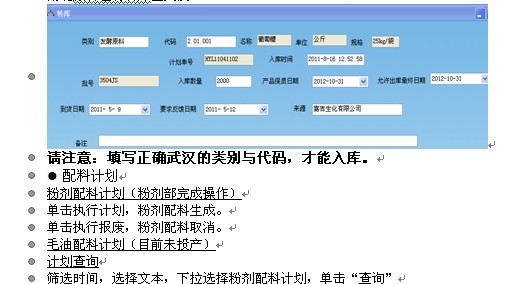 转库
类别 发酵原料 代码 2.01.001 名称 葡萄糖 单位 公斤 规格 25kg/袋
计划单号 MYL11041102 入库时间 2011-8-16 12:52:58
批号 3504JS 入库数量 2000 产品保质日期 2012-10-31 允许出库最终日期 2012-10-31
到货日期 2011- 5- 9 要求反馈日期 2011- 5-12 来源 嘉吉生化有限公司
备注
请注意：填写正确武汉的类别与代码，才能入库。
● 配料计划
粉剂配料计划（粉剂部完成操作）
单击执行计划，粉剂配料生成。
单击执行报废，粉剂配料取消。
毛油配料计划（目前未投产）
计划查询
筛选时间，选择文本，下拉选择粉剂配料计划，单击“查询”